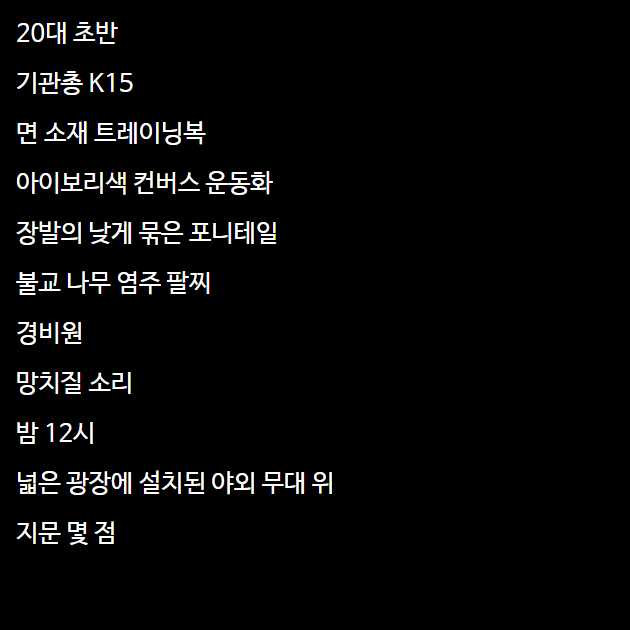 20대 초반
기관총 K15
면 소재 트레이닝복
아이보리색 컨버스 운동화
장발의 낮게 묶은 포니테일
불교 나무 염주 팔찌
경비원
망치질 소리
밤 12시
넓은 광장에 설치된 야외 무대 위
지문 몇 점